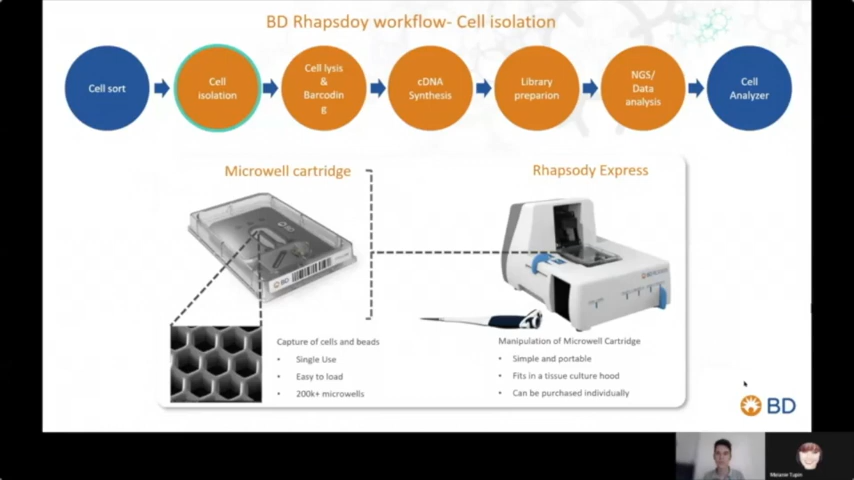 BD Rhapsdoy workflow- Cell isolation
Cell sort
Cell
isolation
Cell lysis
&
Barcodin
g
cDNA
Synthesis
Library
preparion
NGS/
Data
analysis
Cell
Analyzer
Microwell cartridge
Rhapsody Express
BD
BD
Capture of cells and beads
• Single Use
• Easy to load
• 200k+ microwells
Manipulation of Microwell Cartridge
• Simple and portable
• Fits in a tissue culture hood
• Can be purchased individually
BD